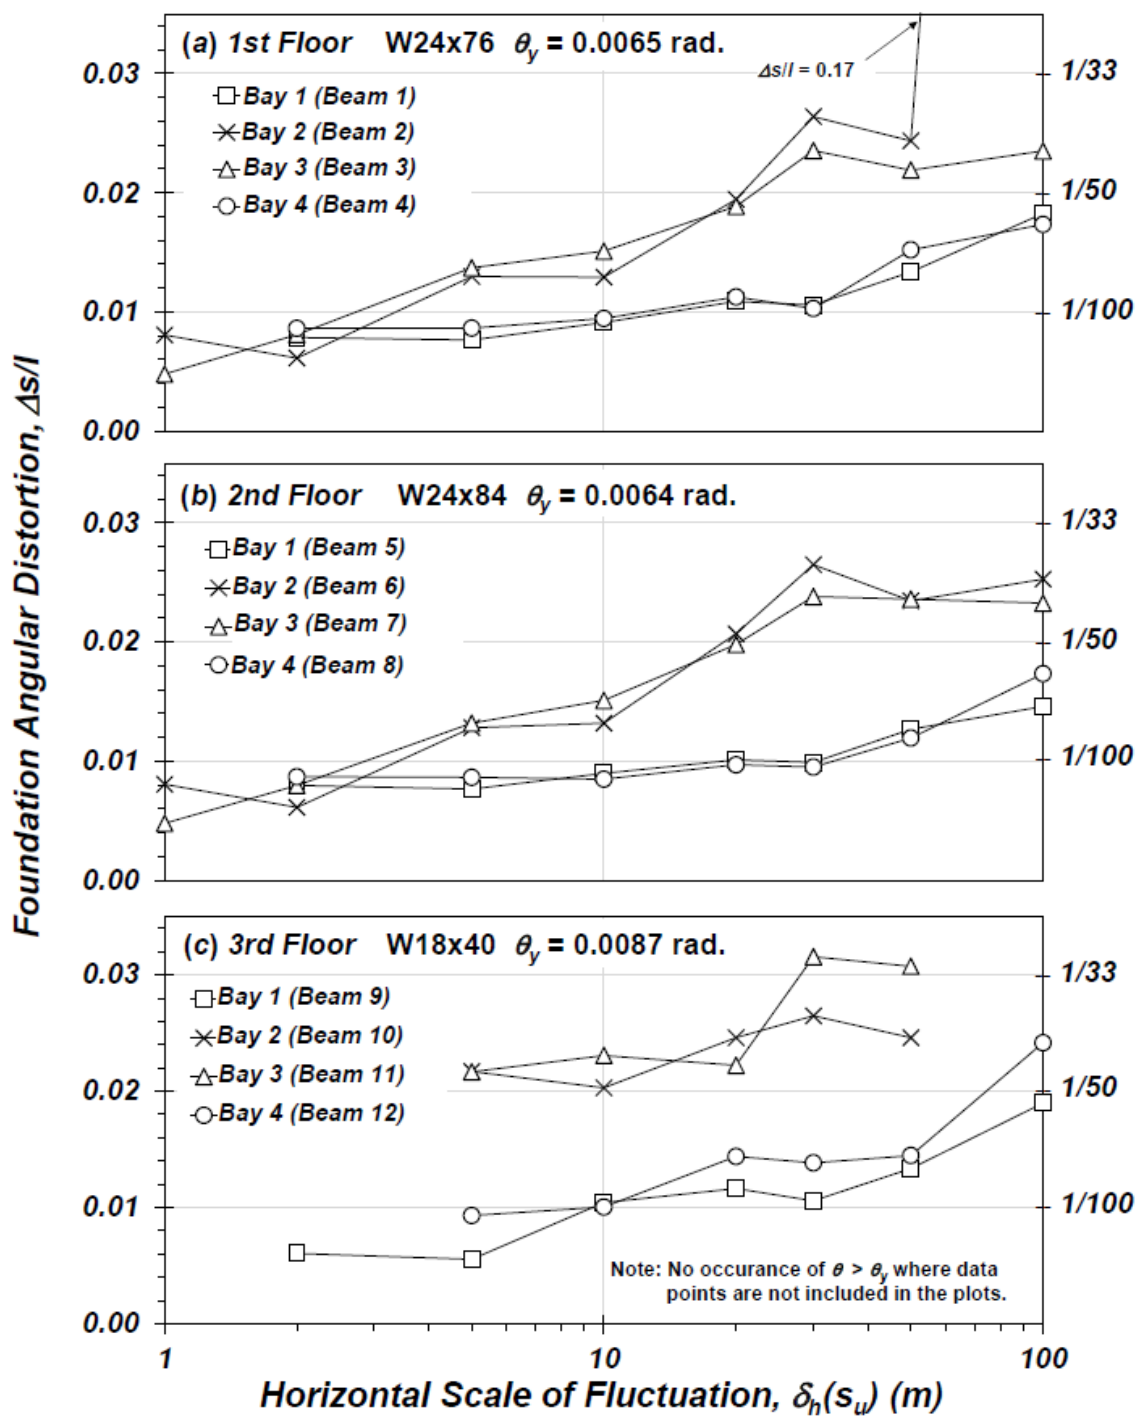 Foundation Angular Distortion, Δs/l
(a) 1st Floor W24x76 θy = 0.0065 rad.
Δs/l = 0.17
Bay 1 (Beam 1)
Bay 2 (Beam 2)
Bay 3 (Beam 3)
Bay 4 (Beam 4)
0.03
0.02
0.01
0.00
1/33
1/50
1/100
(b) 2nd Floor W24x84 θy = 0.0064 rad.
Bay 1 (Beam 5)
Bay 2 (Beam 6)
Bay 3 (Beam 7)
Bay 4 (Beam 8)
0.03
0.02
0.01
0.00
1/33
1/50
1/100
(c) 3rd Floor W18x40 θy = 0.0087 rad.
Bay 1 (Beam 9)
Bay 2 (Beam 10)
Bay 3 (Beam 11)
Bay 4 (Beam 12)
0.03
0.02
0.01
0.00
1/33
1/50
1/100
Note: No occurance of θ > θy where data
points are not included in the plots.
1 10 100
Horizontal Scale of Fluctuation, δh(su) (m)